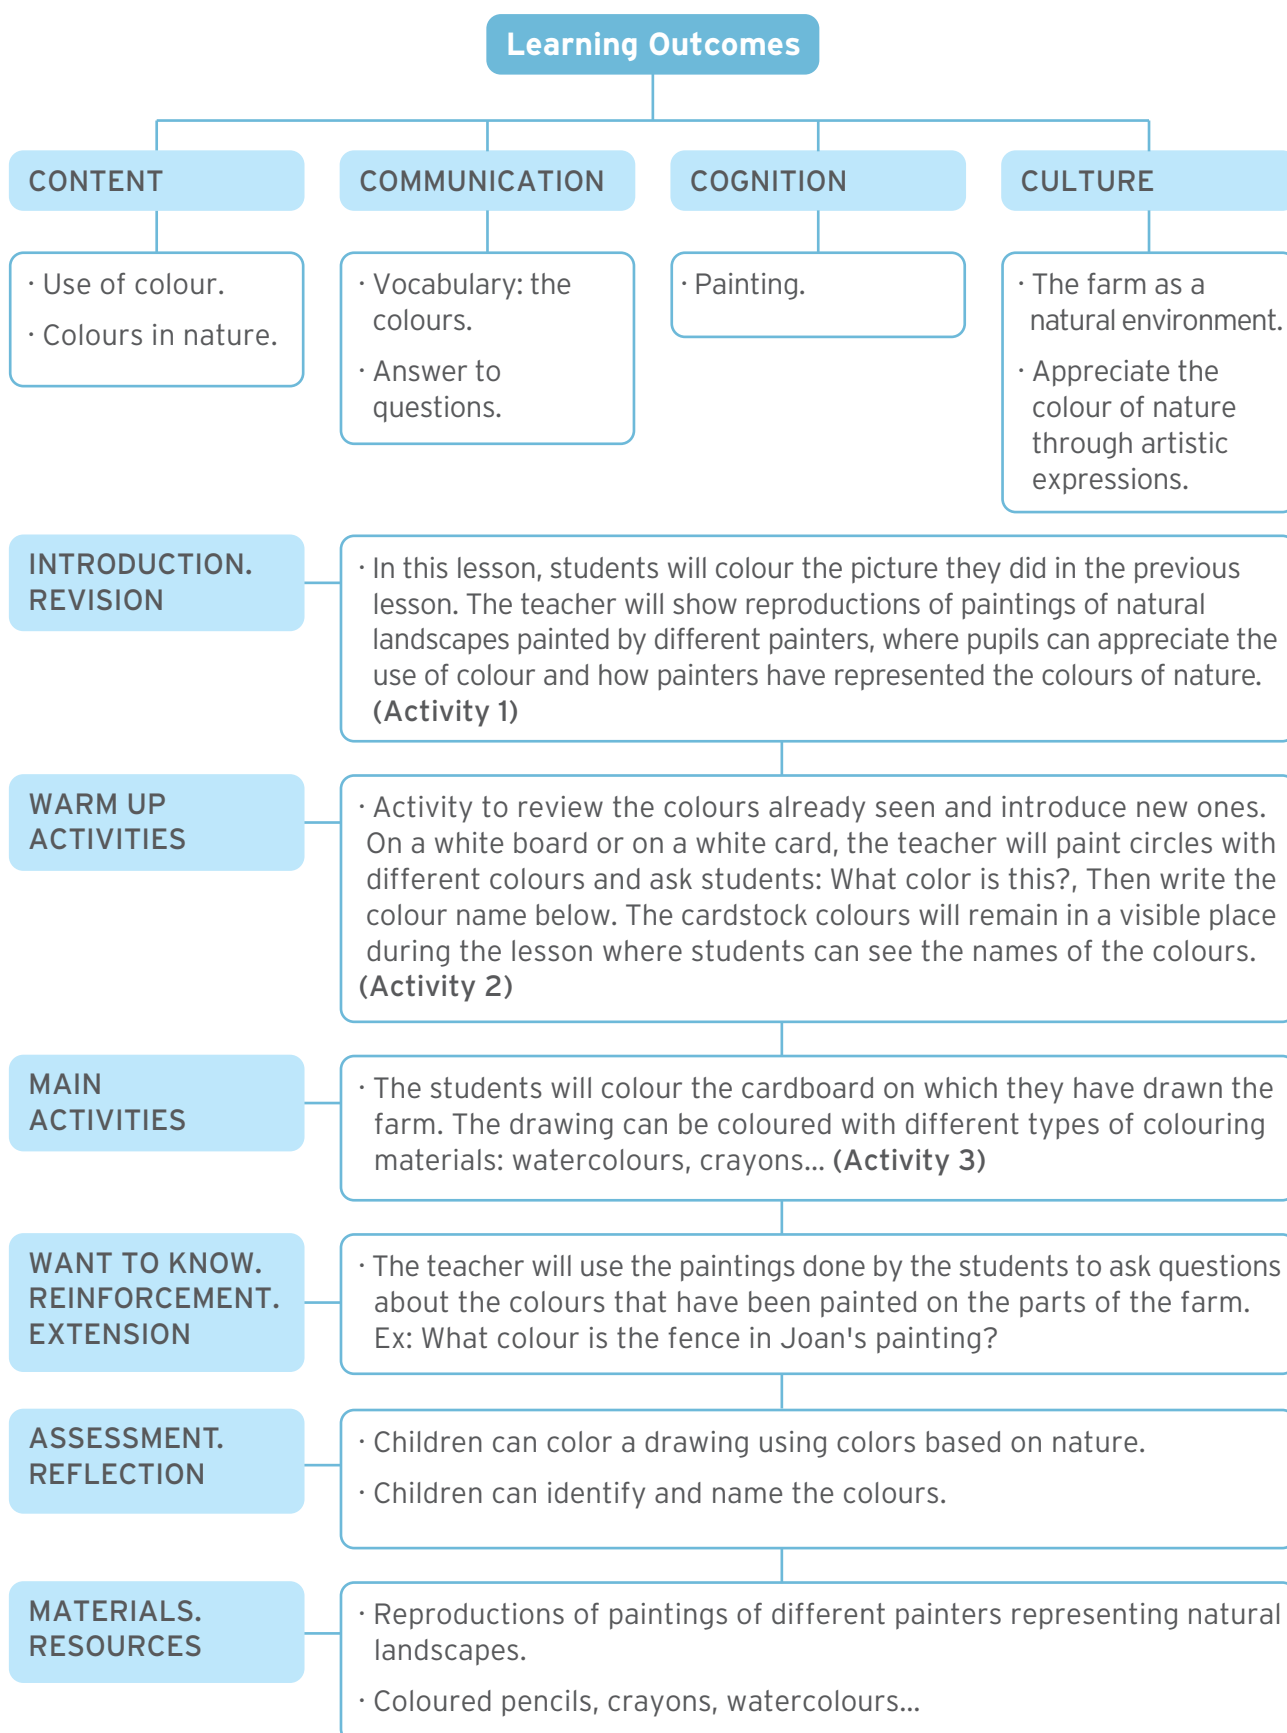 Learning Outcomes
CONTENT
· Use of colour.
· Colours in nature.
COMMUNICATION
· Vocabulary: the
colours.
· Answer to
questions.
COGNITION
· Painting.
CULTURE
· The farm as a
natural environment.
· Appreciate the
colour of nature
through artistic
expressions.
INTRODUCTION.
REVISION
· In this lesson, students will colour the picture they did in the previous
lesson. The teacher will show reproductions of paintings of natural
landscapes painted by different painters, where pupils can appreciate the
use of colour and how painters have represented the colours of nature.
(Activity 1)
WARM UP
ACTIVITIES
· Activity to review the colours already seen and introduce new ones.
On a white board or on a white card, the teacher will paint circles with
different colours and ask students: What color is this?, Then write the
colour name below. The cardstock colours will remain in a visible place
during the lesson where students can see the names of the colours.
(Activity 2)
MAIN
ACTIVITIES
· The students will colour the cardboard on which they have drawn the
farm. The drawing can be coloured with different types of colouring
materials: watercolours, crayons... (Activity 3)
WANT TO KNOW.
REINFORCEMENT.
EXTENSION
· The teacher will use the paintings done by the students to ask questions
about the colours that have been painted on the parts of the farm.
Ex: What colour is the fence in Joan's painting?
ASSESSMENT.
REFLECTION
· Children can color a drawing using colors based on nature.
· Children can identify and name the colours.
MATERIALS.
RESOURCES
· Reproductions of paintings of different painters representing natural
landscapes.
· Coloured pencils, crayons, watercolours...